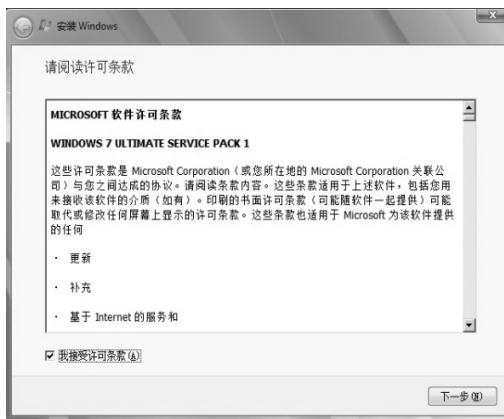 安装 Windows
请阅读许可条款
MICROSOFT 软件许可条款
WINDOWS 7 ULTIMATE SERVICE PACK 1
这些许可条款是 Microsoft Corporation（或您所在地的 Microsoft Corporation 关联公
司）与您之间达成的协议。请阅读条款内容。这些条款适用于上述软件，包括您用
来接收该软件的介质（如有）。印刷的书面许可条款（可能随软件一起提供）可能
取代或修改任何屏幕上显示的许可条款。这些条款也适用于 Microsoft 为该软件提供
的任何
· 更新
· 补充
· 基于 Internet 的服务和
我接受许可条款(A)
下一步(N)